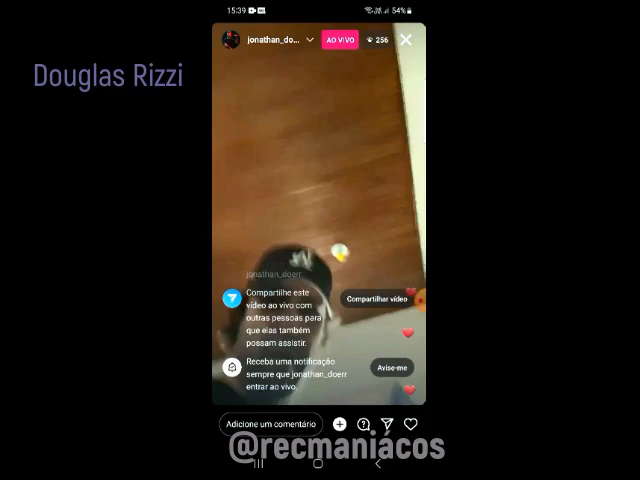 15:39
54%
jonathan_do...
AO VIVO
256
Douglas Rizzi
jonathan_doerr
Compartilhe este
vídeo ao vivo com
outras pessoas para
que elas também
possam assistir.
Compartilhar vídeo
Receba uma notificação
sempre que jonathan_doerr
entrar ao vivo.
Avise-me
Adicione um comentário
@recmaniácos